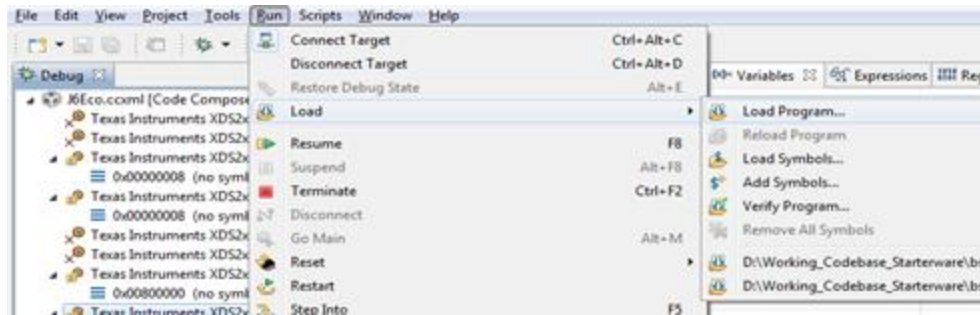 File Edit View Project Tools Run Scripts Window Help
Debug
J6Eco.ccxml [Code Compose
Texas Instruments XDS2x
Texas Instruments XDS2x
Texas Instruments XDS2x
0x00000008 (no syml
Texas Instruments XDS2x
0x00000008 (no syml
Texas Instruments XDS2x
Texas Instruments XDS2x
Texas Instruments XDS2x
0x00800000 (no syml
Texas Instruments XDS2x
Connect Target Ctrl+Alt+C
Disconnect Target Ctrl+Alt+D
Restore Debug State Alt+E
Load
Resume F8
Suspend Alt+F8
Terminate Ctrl+F2
Disconnect
Go Main Alt+M
Reset
Restart
Step Into F5
Variables Expressions Re
Load Program...
Reload Program
Load Symbols...
Add Symbols...
Verify Program...
Remove All Symbols
D:\Working_Codebase_Starterware\b
D:\Working_Codebase_Starterware\b